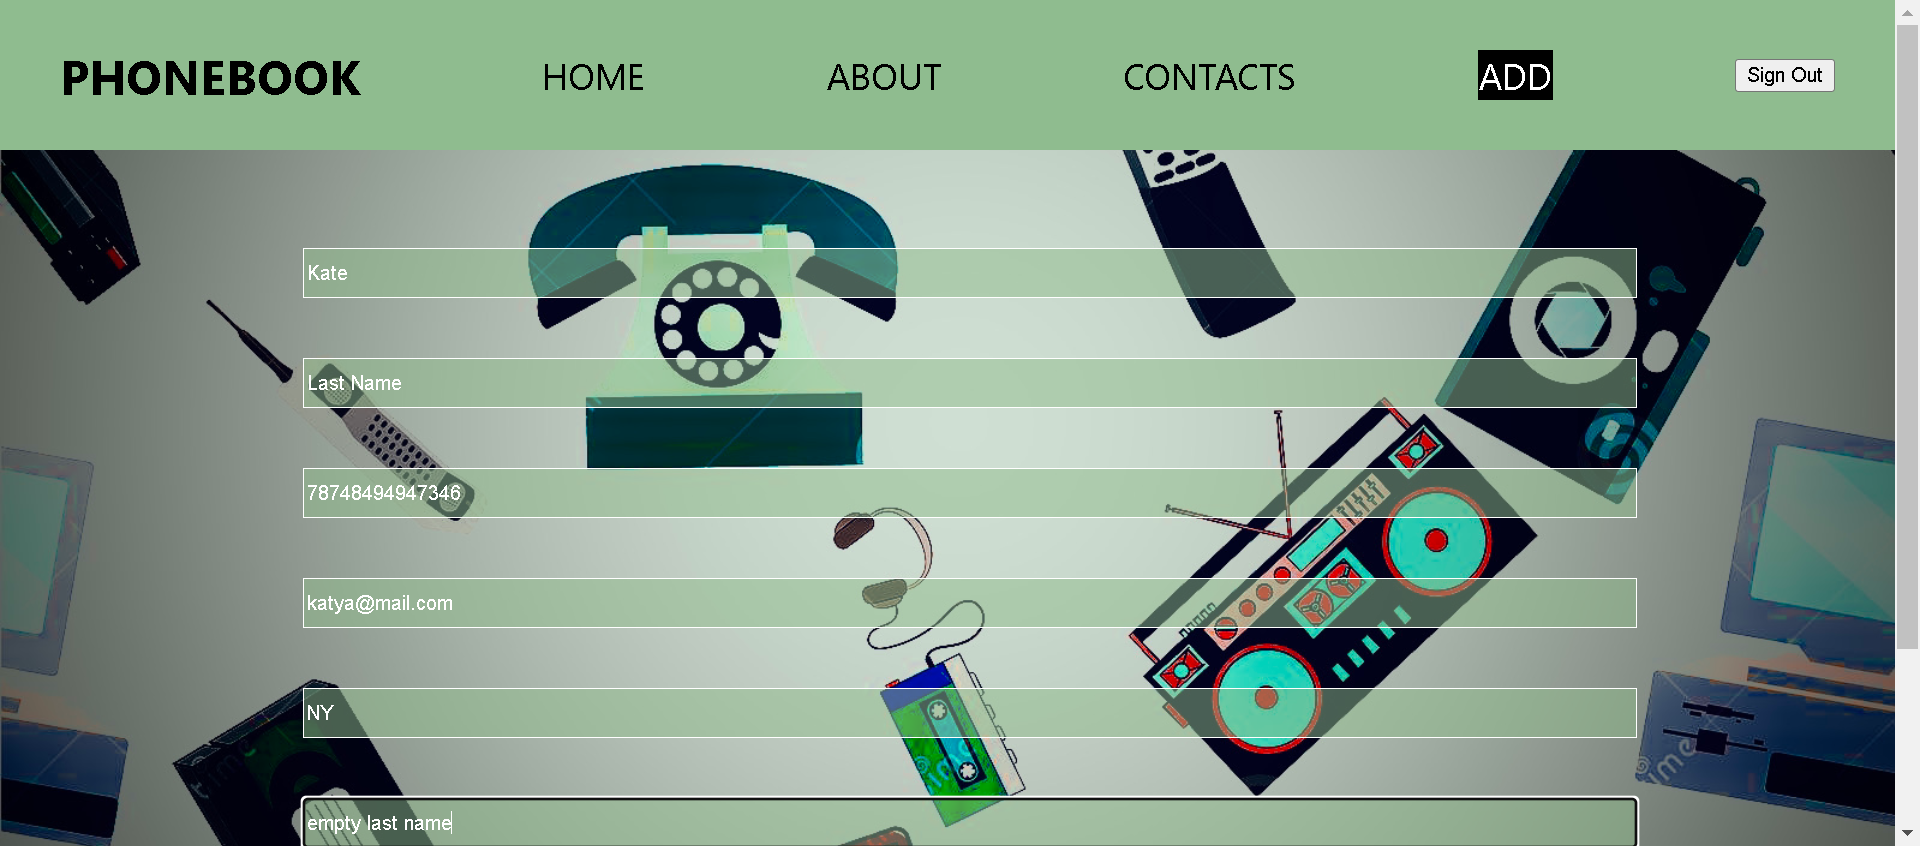 PHONEBOOK HOME ABOUT CONTACTS ADD Sign Out
Kate
Last Name
78748494947346
katya@mail.com
NY
empty last name